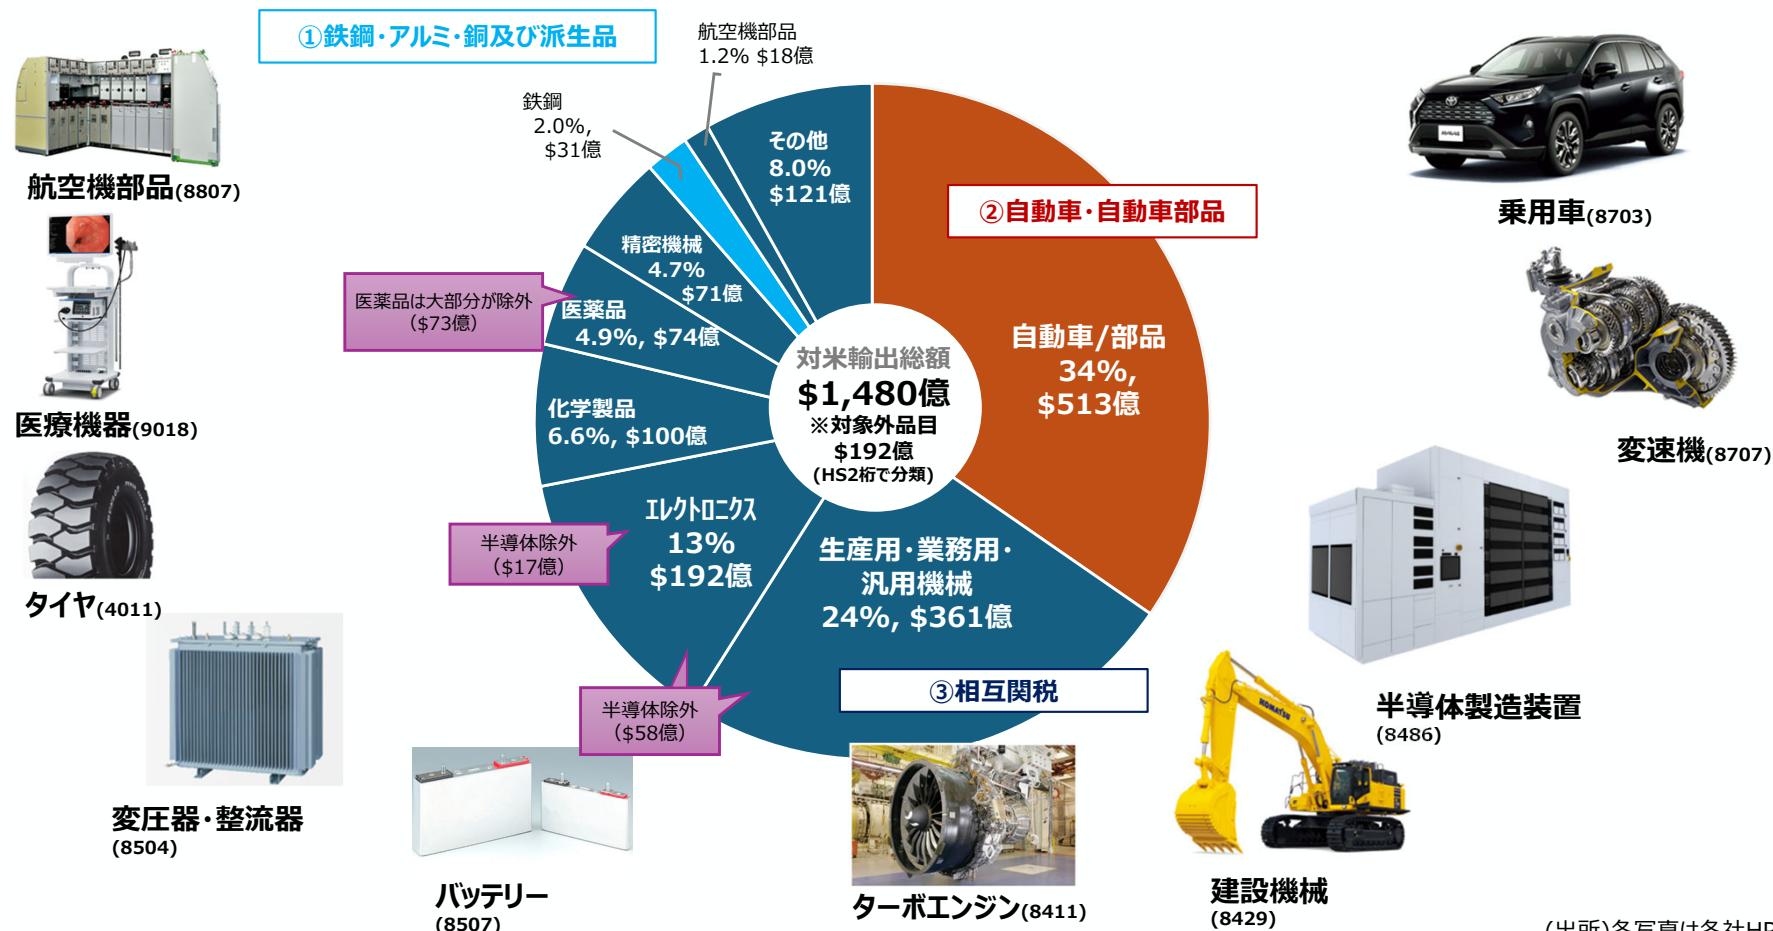 ①鉄鋼・アルミ・銅及び派生品
航空機部品
1.2% $18億
鉄鋼
2.0%,
$31億
その他
8.0%
$121億
②自動車・自動車部品
航空機部品(8807)
乗用車(8703)
精密機械
4.7%
$71億
医薬品は大部分が除外
（$73億）
医薬品
4.9%, $74億
自動車/部品
34%,
$513億
対米輸出総額
$1,480億
※対象外品目
$192億
(HS2桁で分類)
医療機器(9018)
化学製品
6.6%, $100億
変速機(8707)
エレクトロニクス
13%
$192億
半導体除外
（$17億）
生産用・業務用・
汎用機械
24%, $361億
タイヤ(4011)
③相互関税
半導体除外
（$58億）
半導体製造装置
(8486)
KOMATSU
変圧器・整流器
(8504)
バッテリー
(8507)
ターボエンジン(8411)
建設機械
(8429)
(出所)各写真は各社HP